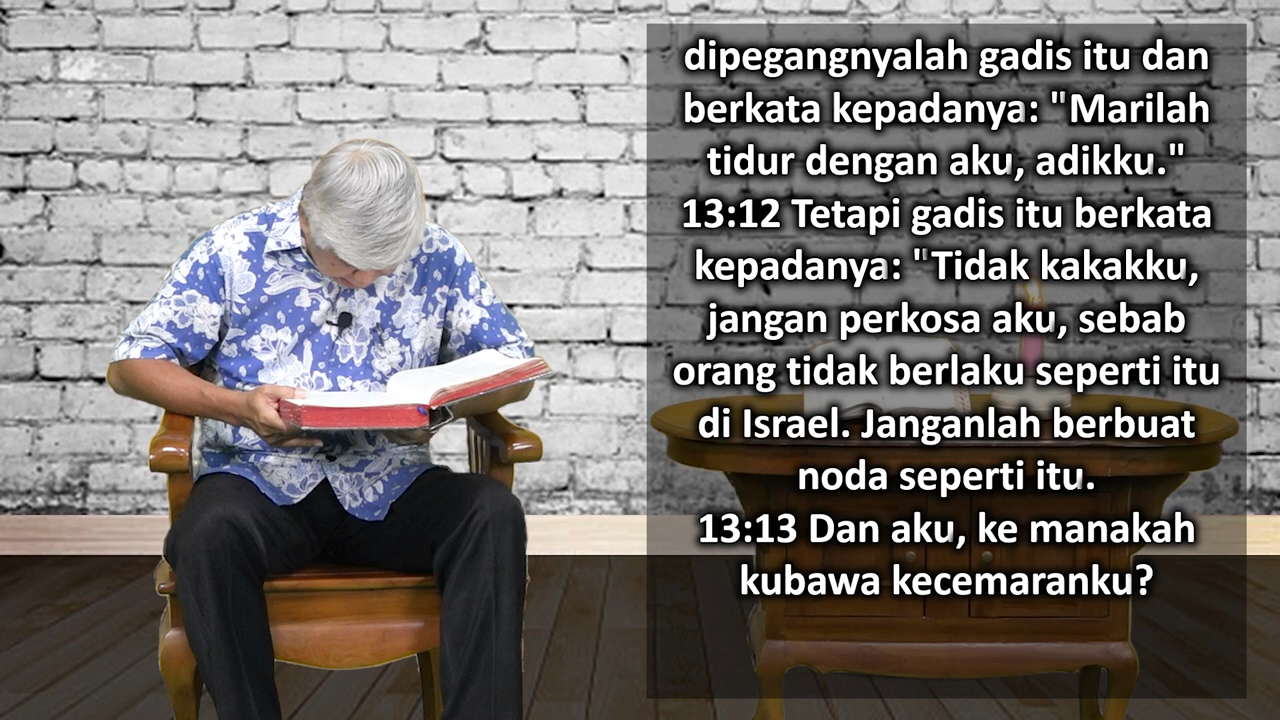 dipegangnyalah gadis itu dan
berkata kepadanya: "Marilah
tidur dengan aku, adikku."
13:12 Tetapi gadis itu berkata
kepadanya: "Tidak kakakku,
jangan perkosa aku, sebab
orang tidak berlaku seperti itu
di Israel. Janganlah berbuat
noda seperti itu.
13:13 Dan aku, ke manakah
kubawa kecemaranku?